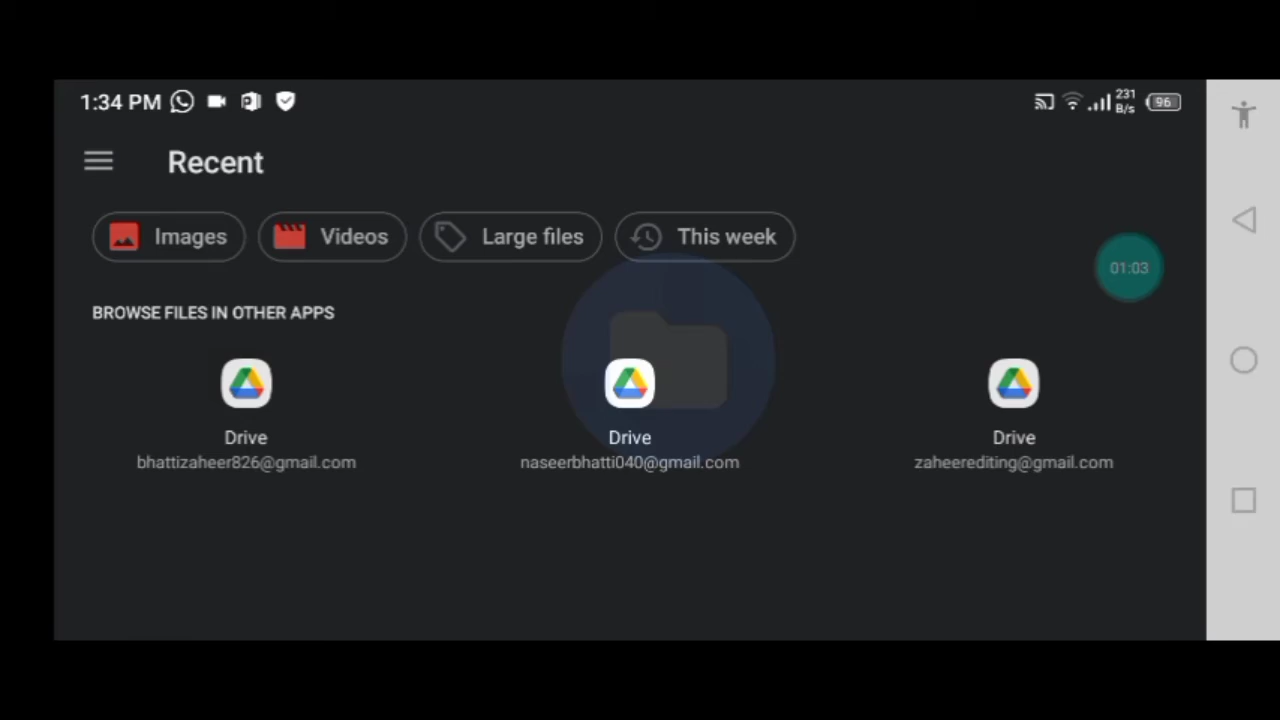 1:34 PM
231
B/s
96
Recent
Images
Videos
Large files
This week
01:03
BROWSE FILES IN OTHER APPS
Drive
bhattizaheer826@gmail.com
Drive
naseerbhatti040@gmail.com
Drive
zaheerediting@gmail.com